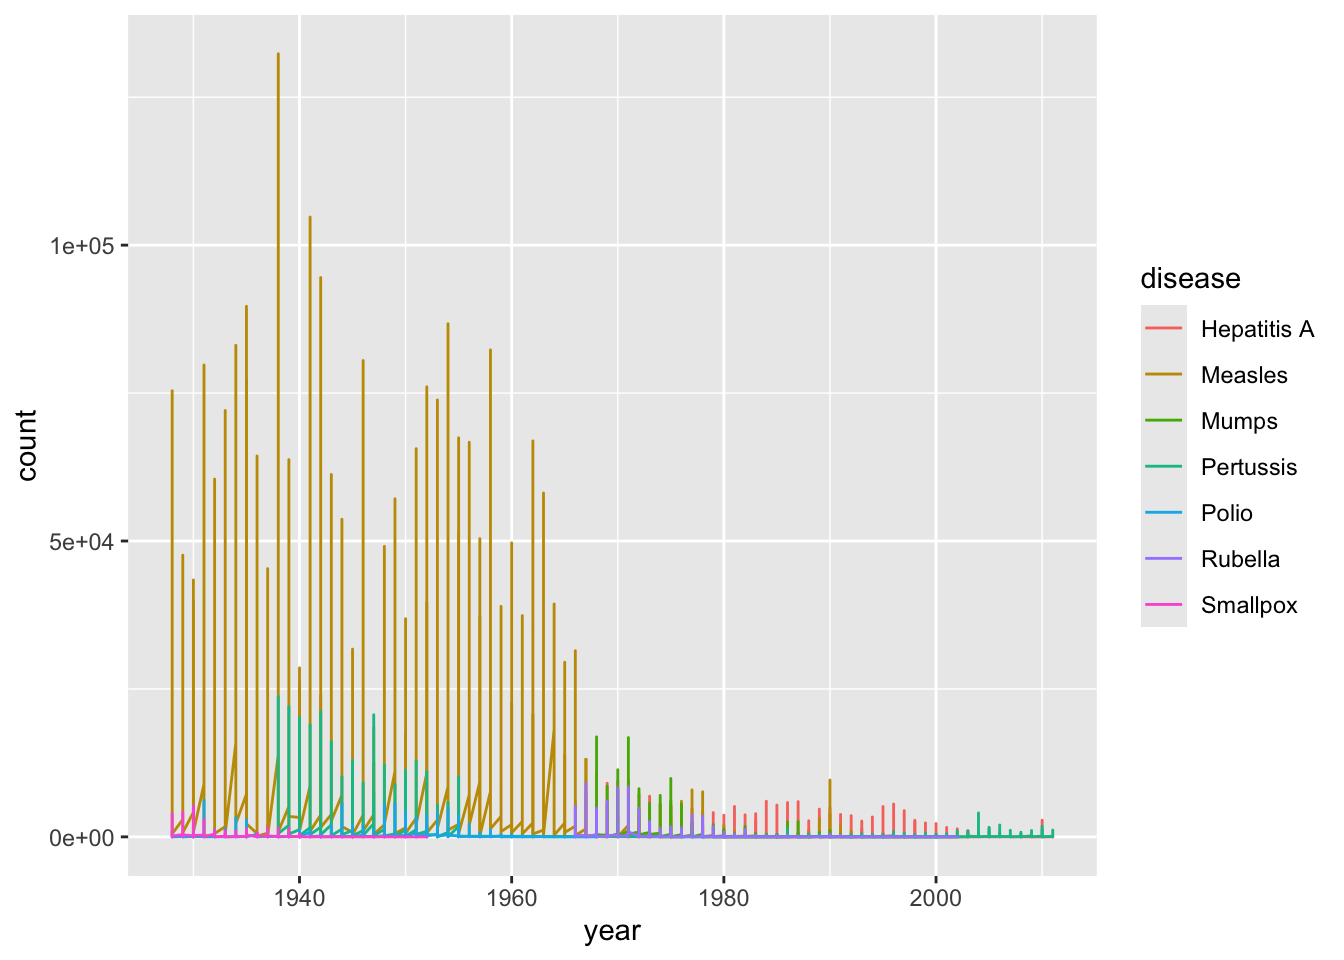 1e+05
5e+04
0e+00
count
1940
1960
1980
2000
year
disease
Hepatitis A
Measles
Mumps
Pertussis
Polio
Rubella
Smallpox